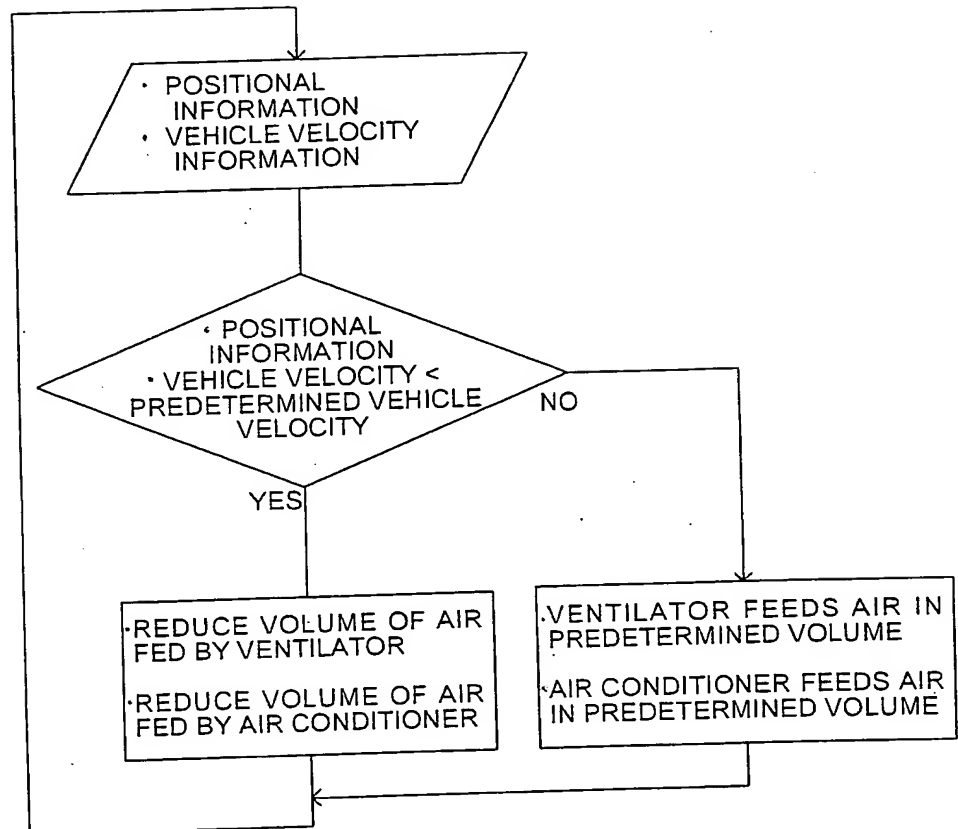 · POSITIONAL
INFORMATION
· VEHICLE VELOCITY
INFORMATION
· POSITIONAL
INFORMATION
· VEHICLE VELOCITY <
PREDETERMINED VEHICLE
VELOCITY
NO
YES
·REDUCE VOLUME OF AIR
FED BY VENTILATOR
·REDUCE VOLUME OF AIR
FED BY AIR CONDITIONER
·VENTILATOR FEEDS AIR IN
PREDETERMINED VOLUME
·AIR CONDITIONER FEEDS AIR
IN PREDETERMINED VOLUME